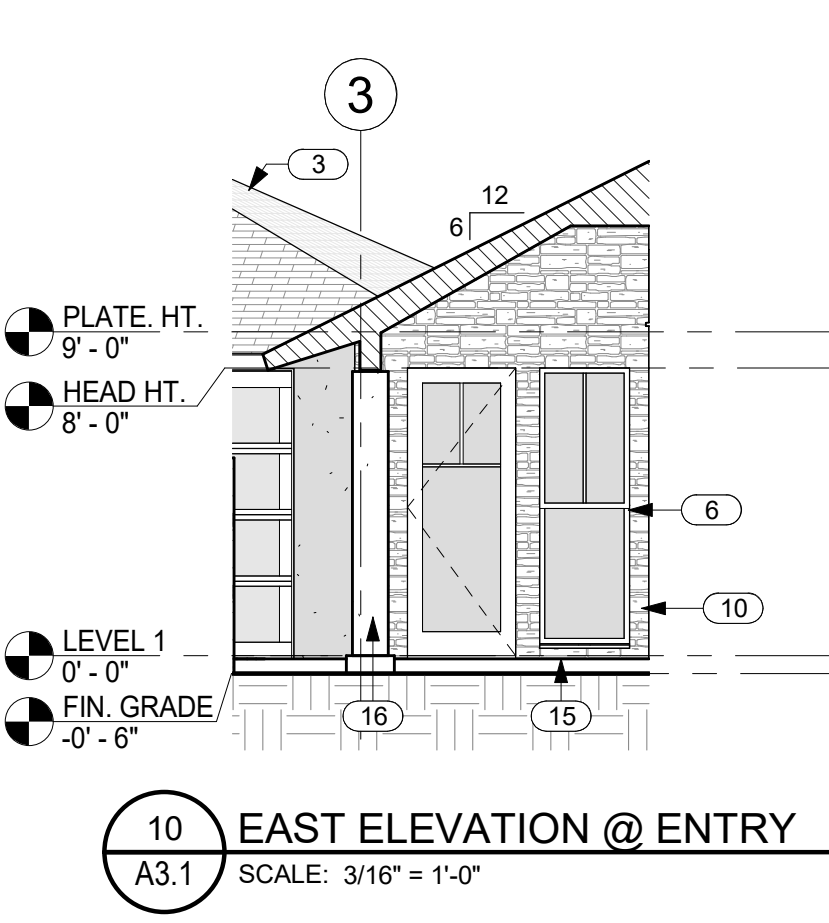 3
3
12
6
PLATE. HT.
9' - 0"
HEAD HT.
8' - 0"
6
10
LEVEL 1
0' - 0"
FIN. GRADE
-0' - 6"
16
15
10
A3.1
EAST ELEVATION @ ENTRY
SCALE: 3/16" = 1'-0"